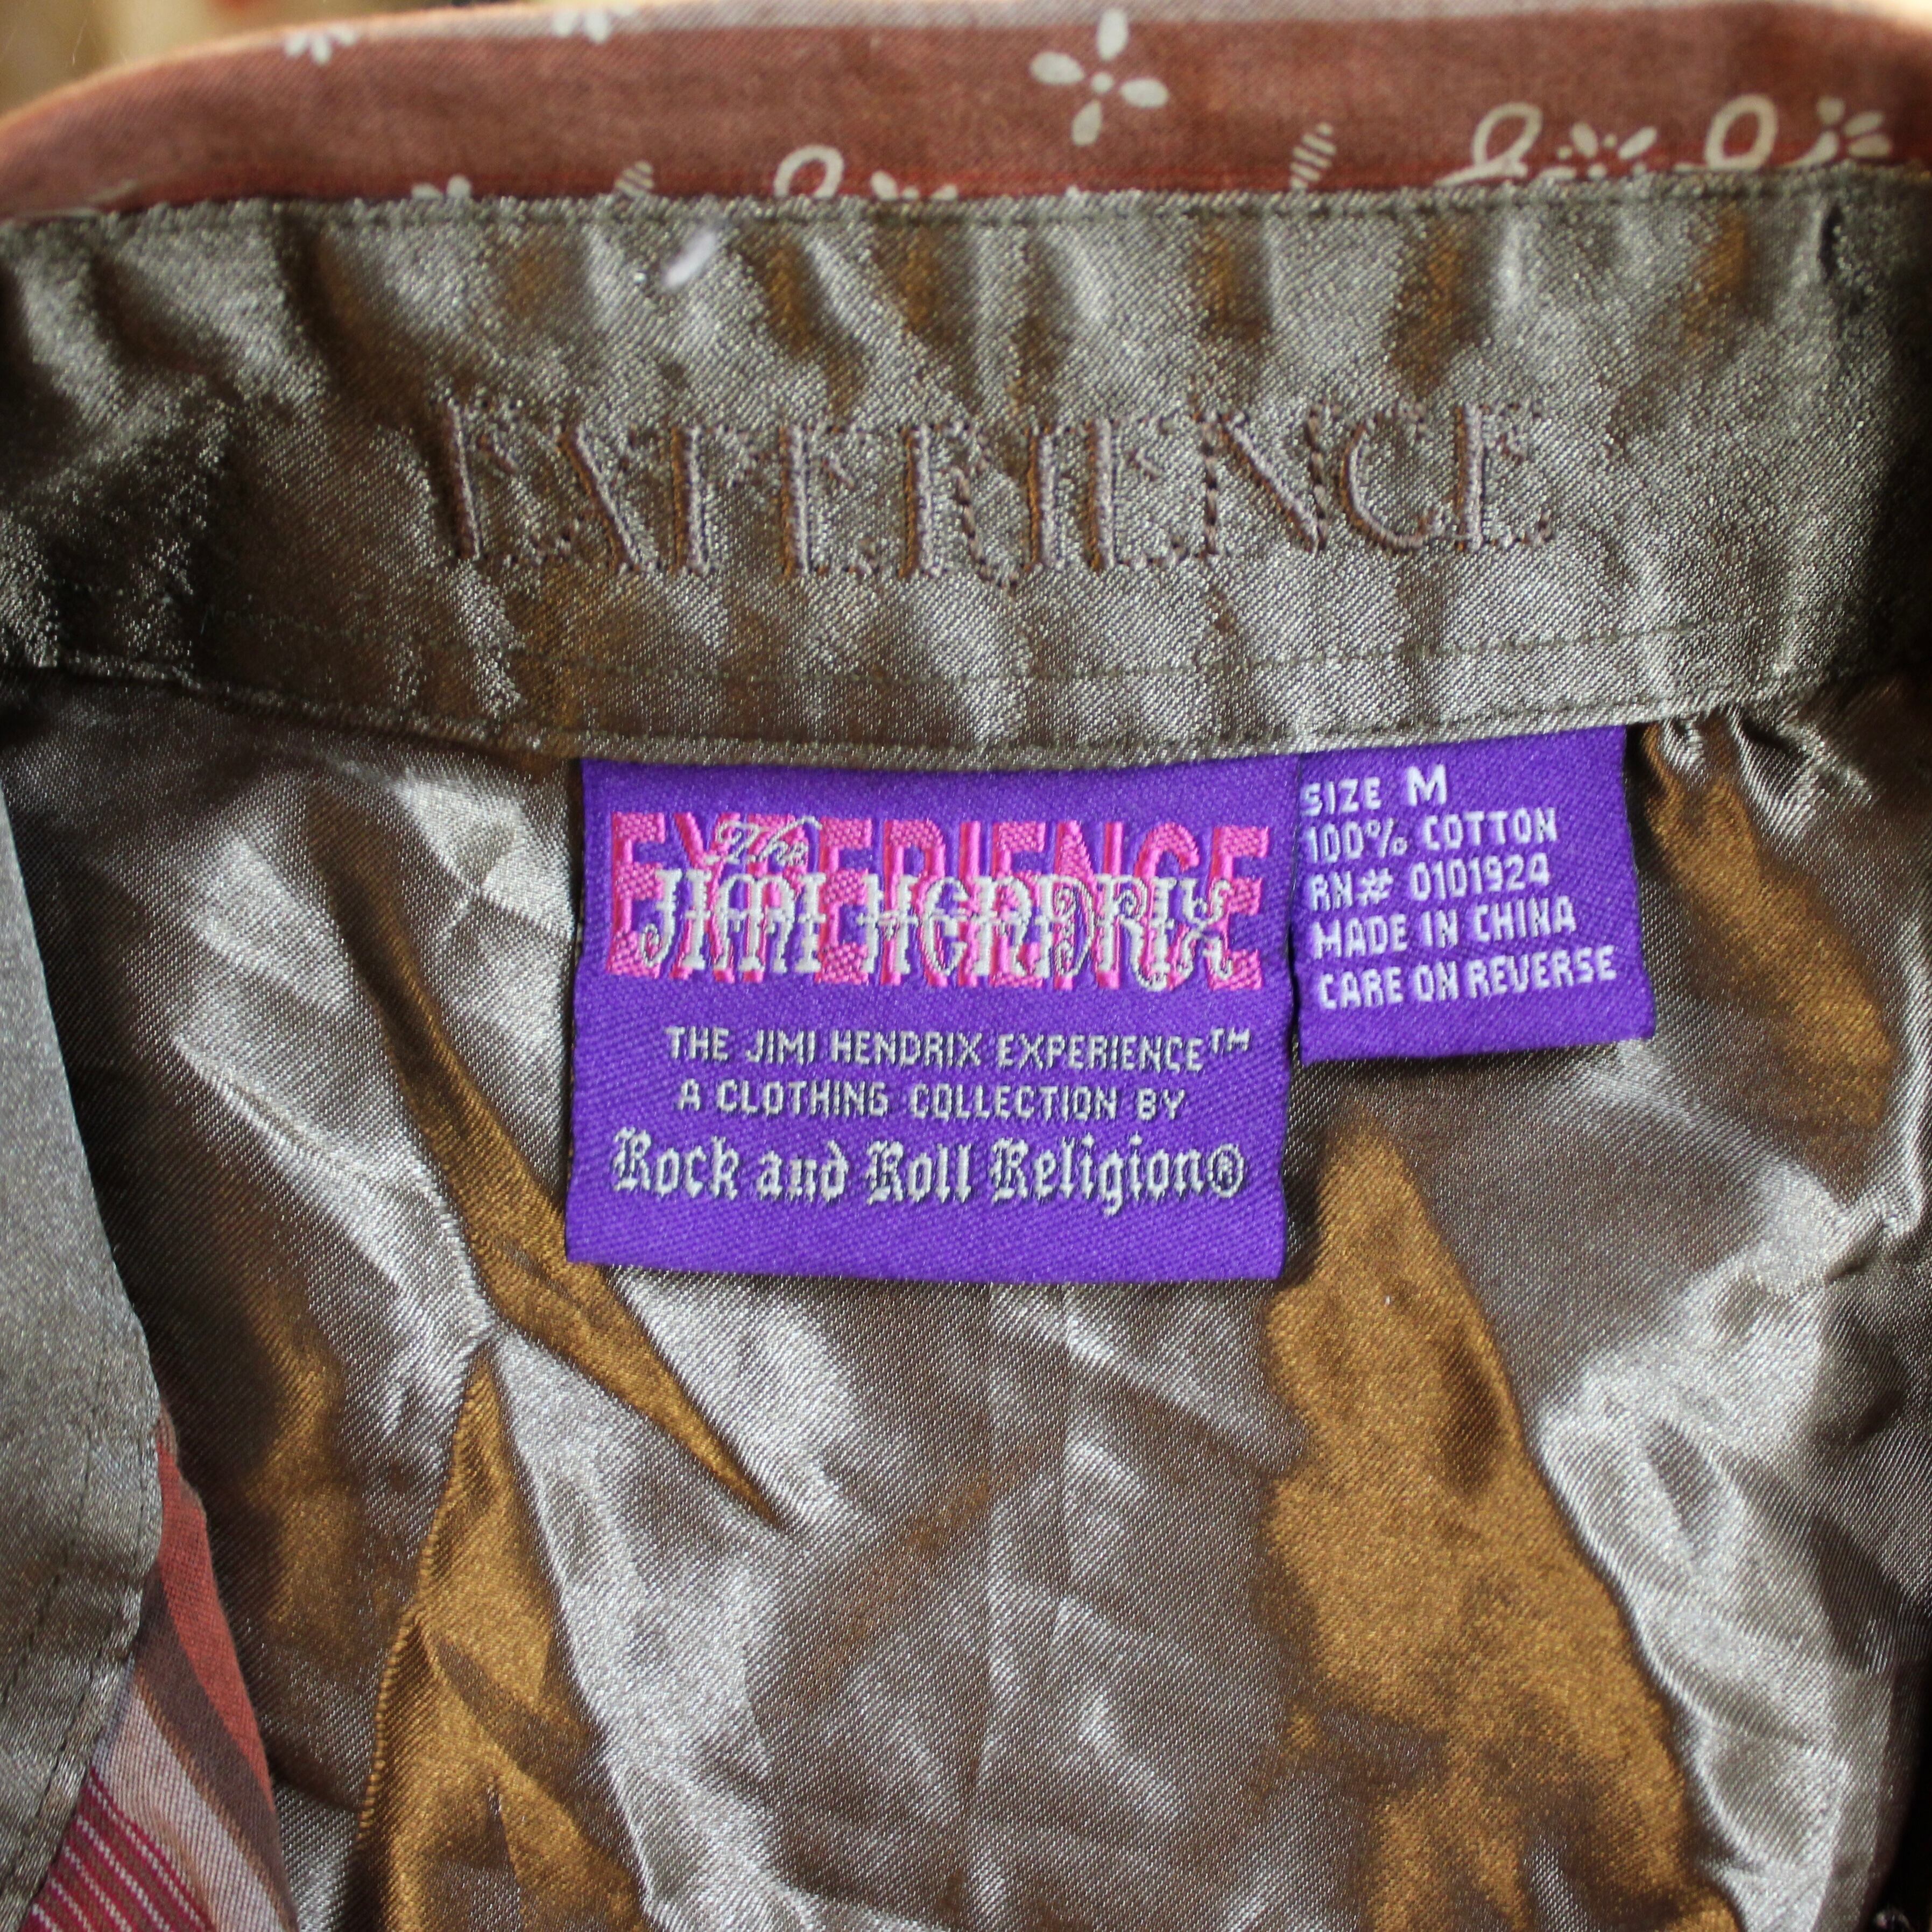 EXPERIENCE
The
EXPERIENCE
JIMI HENDRIX
THE JIMI HENDRIX EXPERIENCE™
A CLOTHING COLLECTION BY
Rock and Roll Religion®
SIZE M
100% COTTON
RN# 0101924
MADE IN CHINA
CARE ON REVERSE